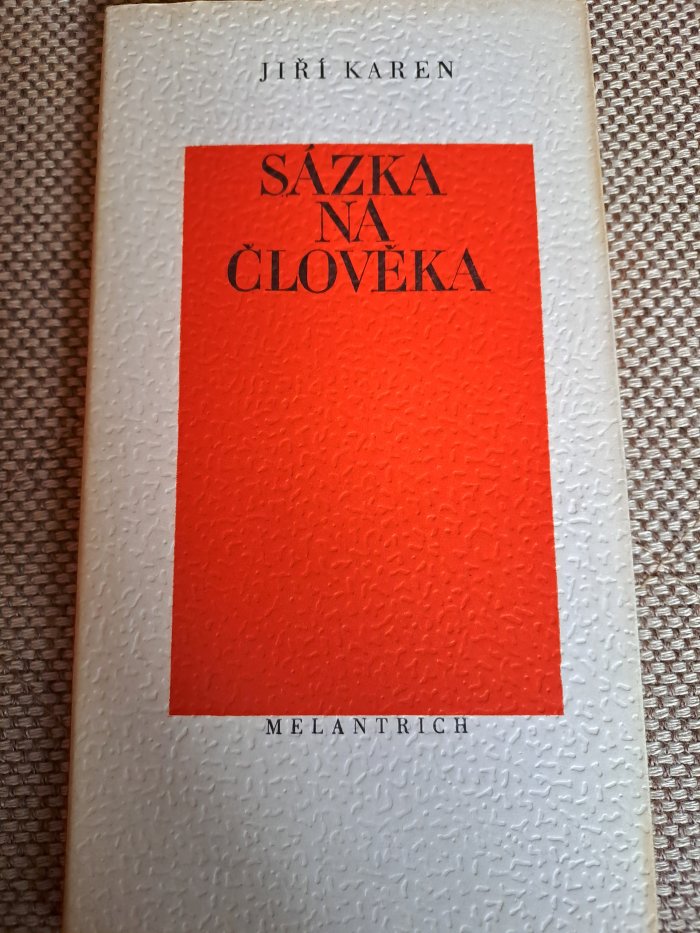 JIŘÍ KAREN
SÁZKA
NA
ČLOVĚKA
MELANTRICH